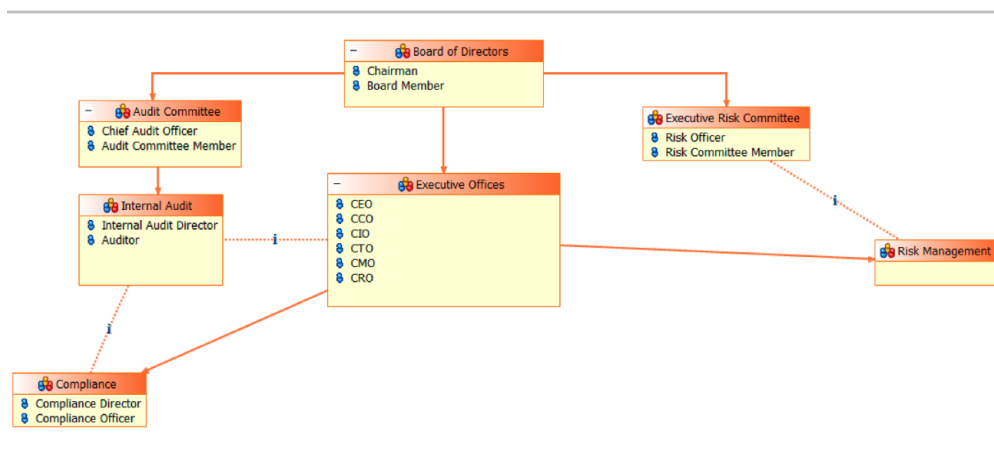 Board of Directors
Chairman
Board Member
Audit Committee
Chief Audit Officer
Audit Committee Member
Executive Risk Committee
Risk Officer
Risk Committee Member
Executive Offices
CEO
CCO
CIO
CTO
CMO
CRO
Internal Audit
Internal Audit Director
Auditor
i
i
Risk Management
i
Compliance
Compliance Director
Compliance Officer